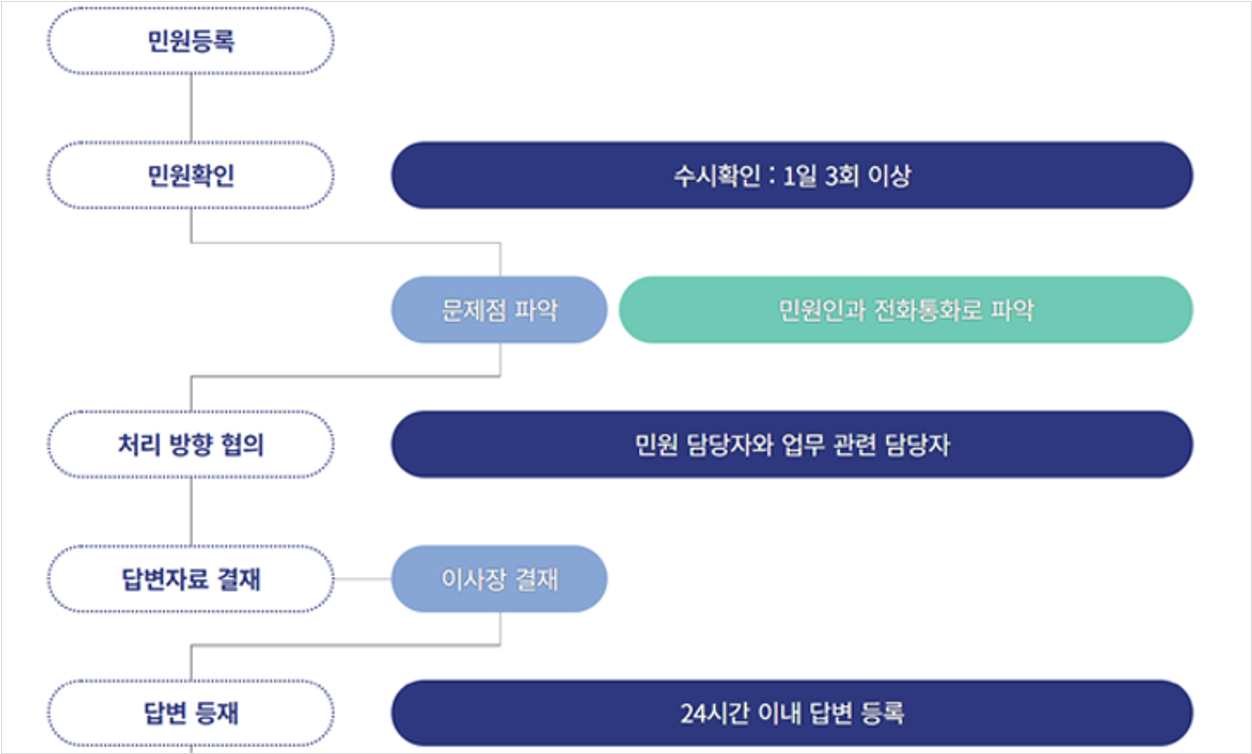 민원등록
민원확인
수시확인 : 1일 3회 이상
문제점 파악
민원인과 전화통화로 파악
처리 방향 협의
민원 담당자와 업무 관련 담당자
답변자료 결재
이사장 결재
답변 등재
24시간 이내 답변 등록